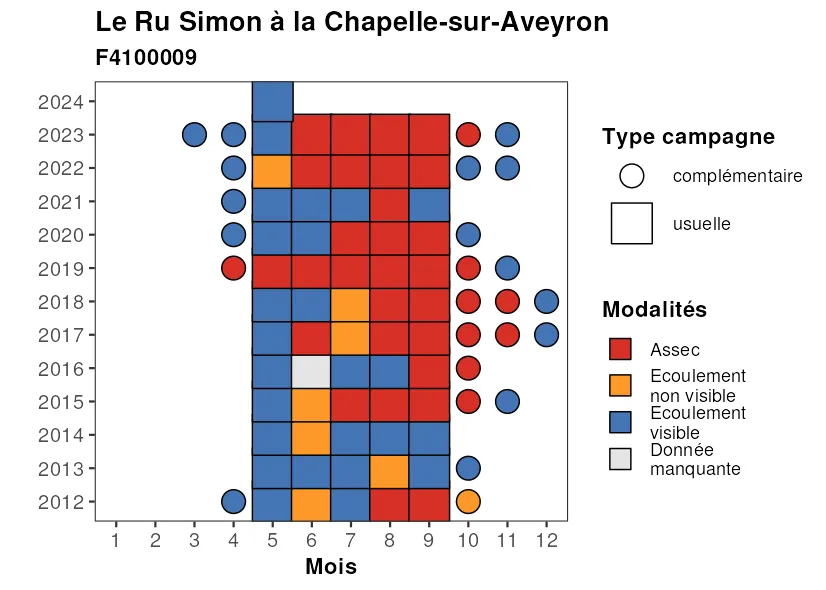 Le Ru Simon à la Chapelle-sur-Aveyron
F4100009
2024
2023
2022
2021
2020
2019
2018
2017
2016
2015
2014
2013
2012
1 2 3 4 5 6 7 8 9 10 11 12
Mois
Type campagne
complémentaire
usuelle
Modalités
Assec
Ecoulement
non visible
Ecoulement
visible
Donnée
manquante